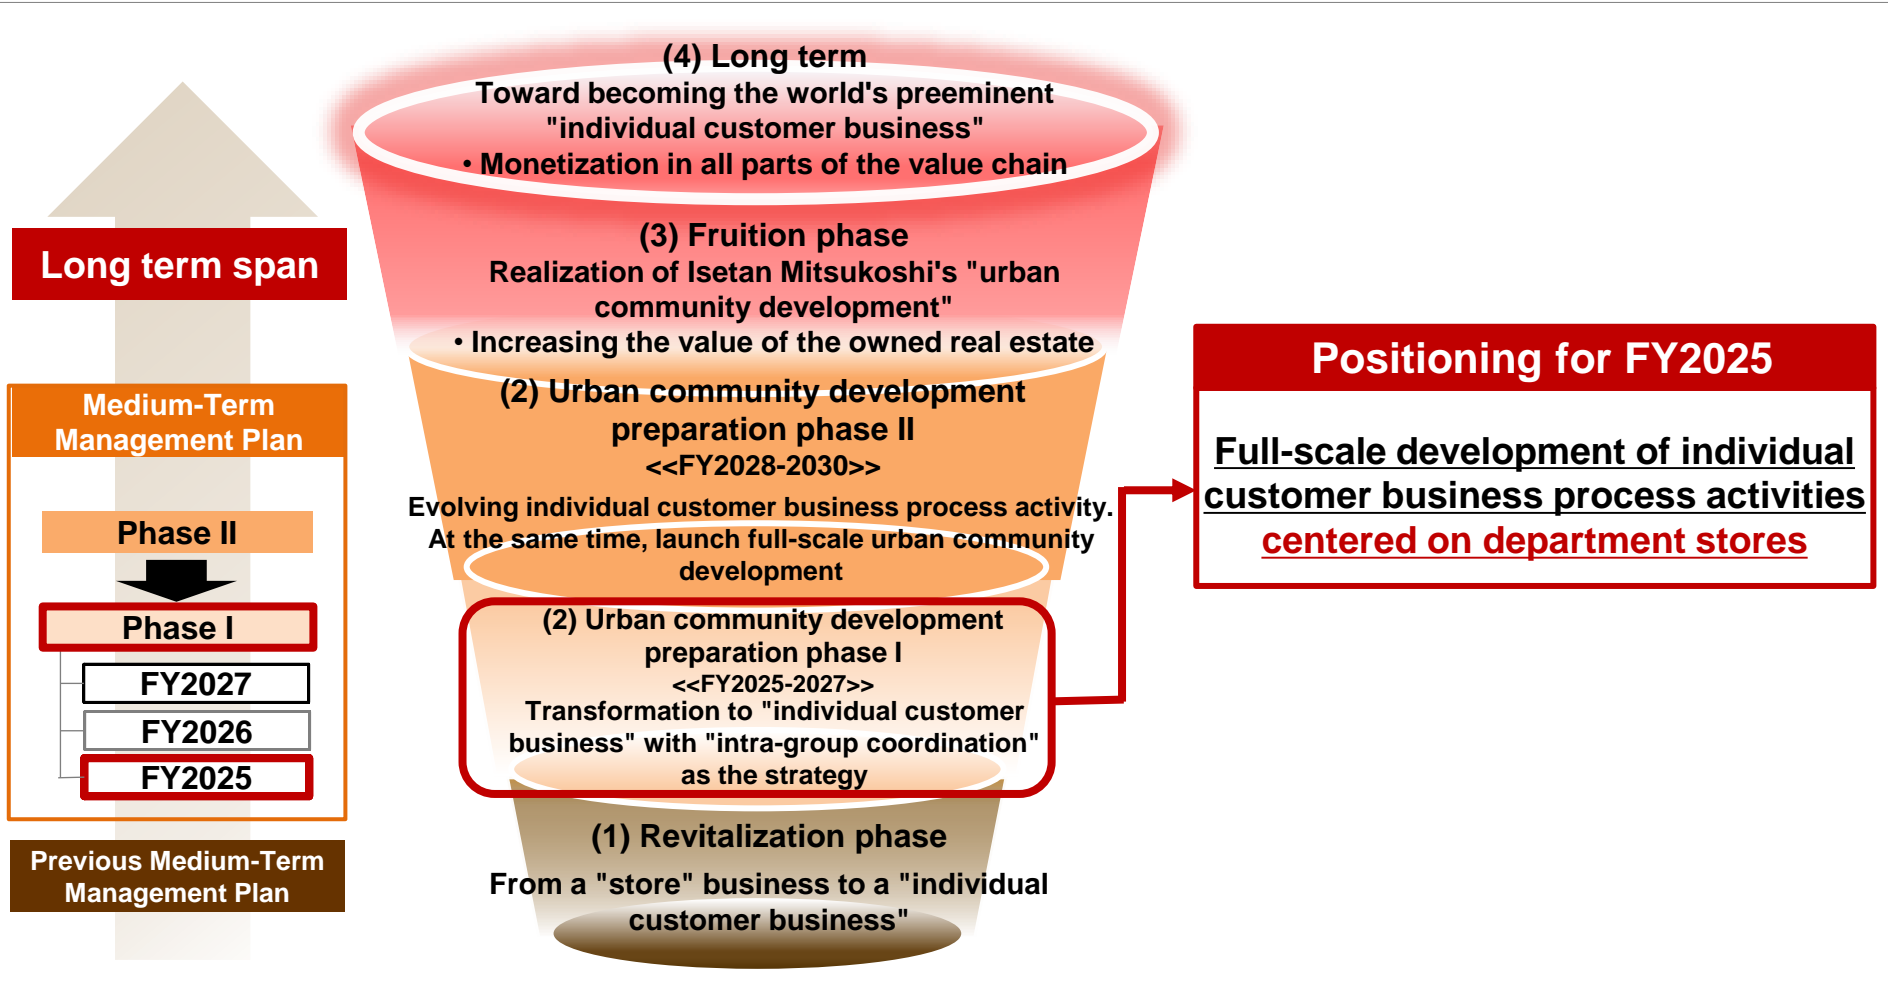 Long term span
Medium-Term
Management Plan
Phase II
Phase I
FY2027
FY2026
FY2025
Previous Medium-Term
Management Plan
(4) Long term
Toward becoming the world's preeminent
"individual customer business"
• Monetization in all parts of the value chain
(3) Fruition phase
Realization of Isetan Mitsukoshi's "urban
community development"
• Increasing the value of the owned real estate
(2) Urban community development
preparation phase II
<<FY2028-2030>>
Evolving individual customer business process activity.
At the same time, launch full-scale urban community
development
(2) Urban community development
preparation phase I
<<FY2025-2027>>
Transformation to "individual customer
business" with "intra-group coordination"
as the strategy
(1) Revitalization phase
From a "store" business to a "individual
customer business"
Positioning for FY2025
Full-scale development of individual
customer business process activities
centered on department stores